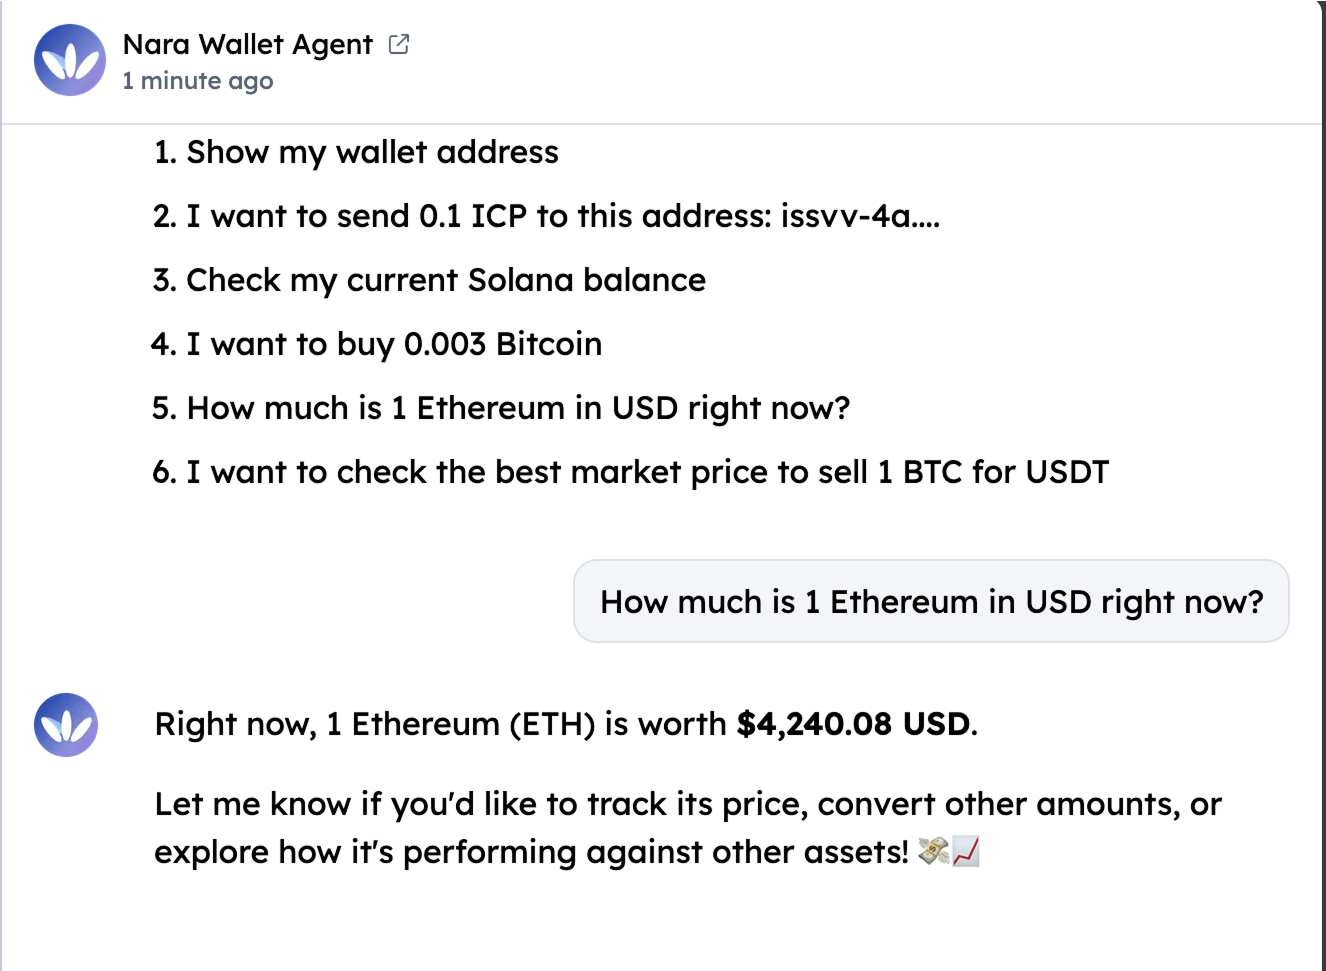 Nara Wallet Agent
1 minute ago
1. Show my wallet address
2. I want to send 0.1 ICP to this address: issvv-4a....
3. Check my current Solana balance
4. I want to buy 0.003 Bitcoin
5. How much is 1 Ethereum in USD right now?
6. I want to check the best market price to sell 1 BTC for USDT
How much is 1 Ethereum in USD right now?
Right now, 1 Ethereum (ETH) is worth $4,240.08 USD.
Let me know if you'd like to track its price, convert other amounts, or
explore how it's performing against other assets! 💸📈